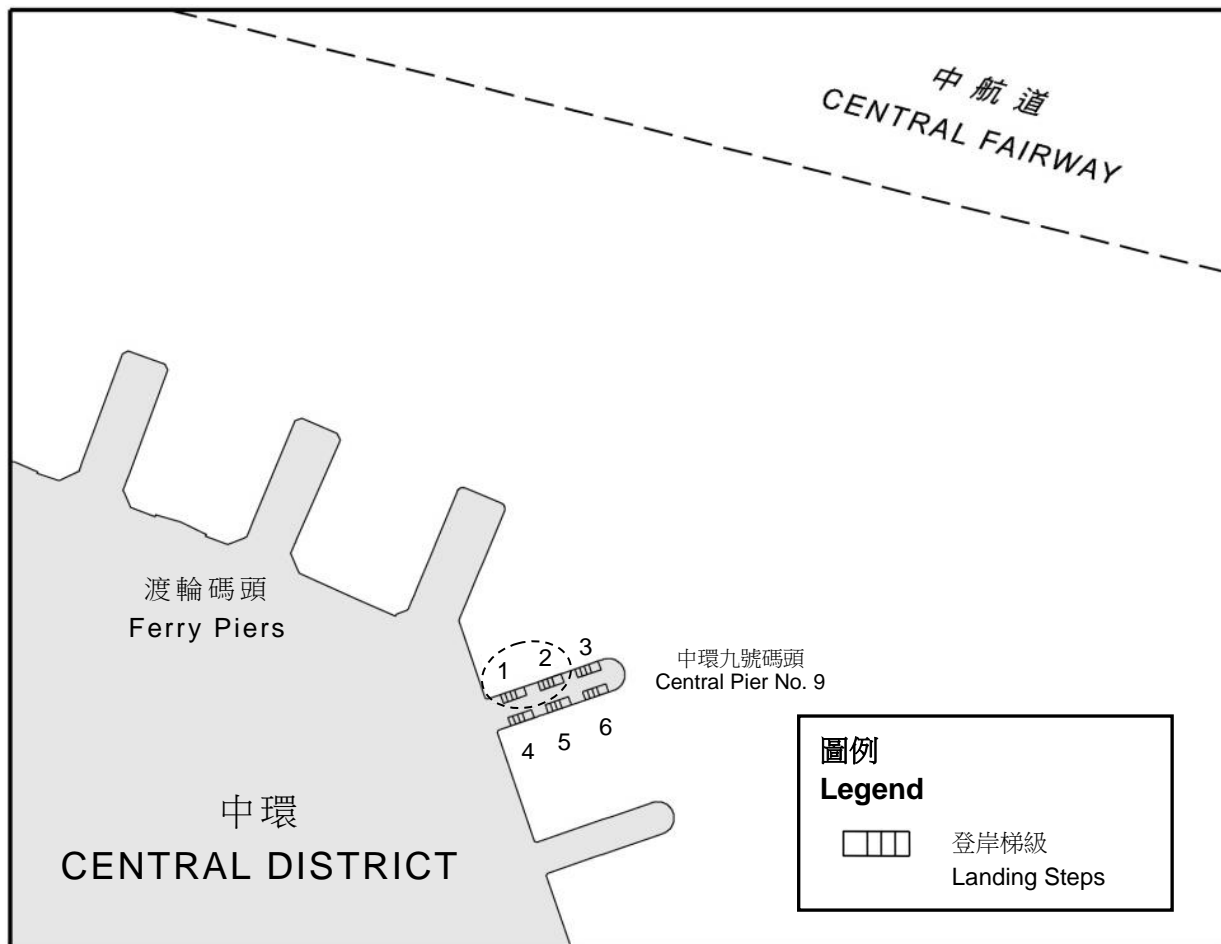 中航道
CENTRAL FAIRWAY
渡輪碼頭
Ferry Piers
1
2
3
中環九號碼頭
Central Pier No. 9
4
5
6
中環
CENTRAL DISTRICT
圖例
Legend
登岸梯級
Landing Steps